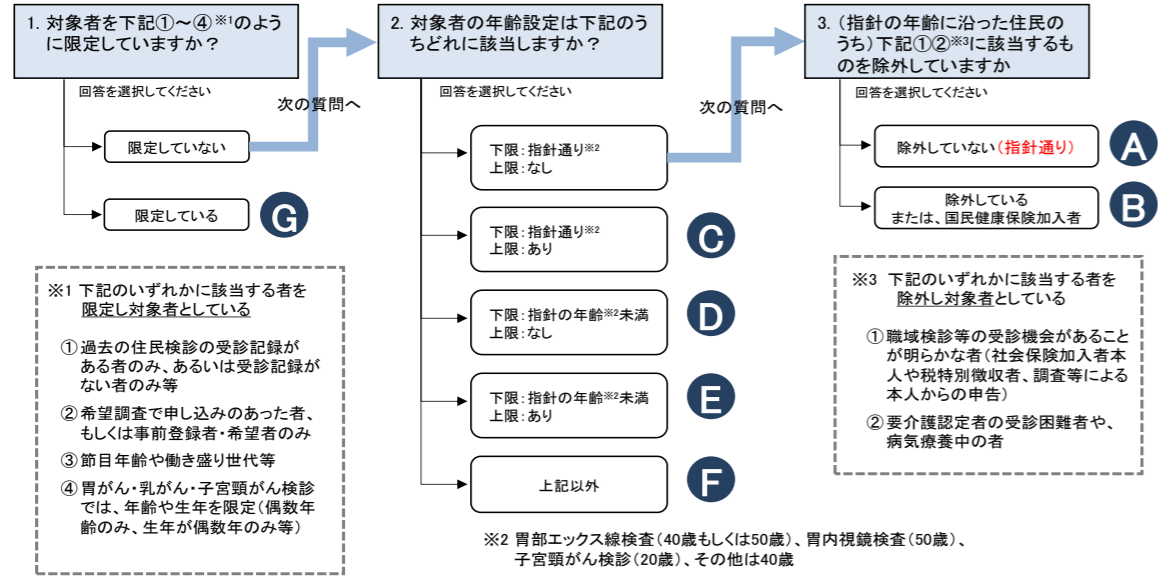 1. 対象者を下記①～④※1のよう
に限定していますか？
回答を選択してください
限定していない
限定している
G
次の質問へ
※1 下記のいずれかに該当する者を
限定し対象者としている
①過去の住民検診の受診記録が
ある者のみ、あるいは受診記録が
ない者のみ等
②希望調査で申し込みのあった者、
もしくは事前登録者・希望者のみ
③節目年齢や働き盛り世代等
④胃がん・乳がん・子宮頸がん検診
では、年齢や生年を限定（偶数年
齢のみ、生年が偶数年のみ等）
2. 対象者の年齢設定は下記のう
ちどれに該当しますか？
回答を選択してください
下限：指針通り※2
上限：なし
下限：指針通り※2
上限：あり
C
下限：指針の年齢※2未満
上限：なし
D
下限：指針の年齢※2未満
上限：あり
E
上記以外
F
次の質問へ
※2 胃部エックス線検査（40歳もしくは50歳）、胃内視鏡検査（50歳）、
子宮頸がん検診（20歳）、その他は40歳
3. （指針の年齢に沿った住民の
うち）下記①②※3に該当するも
のを除外していますか
回答を選択してください
除外していない（指針通り）
A
除外している
または、国民健康保険加入者
B
※3 下記のいずれかに該当する者を
除外し対象者としている
①職域検診等の受診機会があること
が明らかな者（社会保険加入者本
人や税特別徴収者、調査等による
本人からの申告）
②要介護認定者の受診困難者や、
病気療養中の者